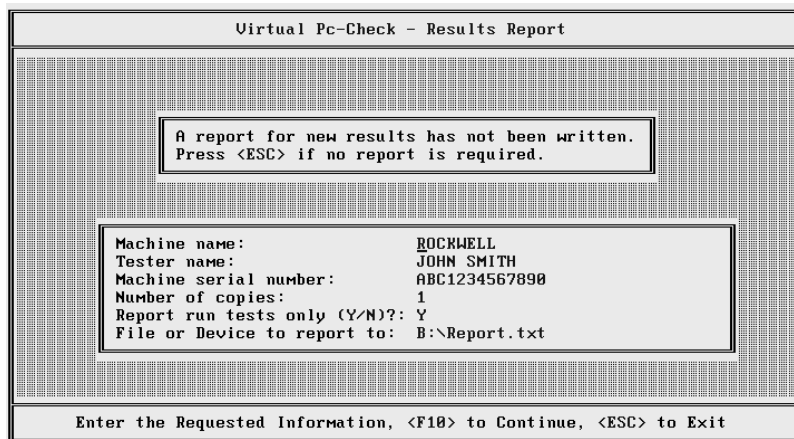 Virtual Pc-Check - Results Report
A report for new results has not been written.
Press <ESC> if no report is required.
Machine name: ROCKWELL
Tester name: JOHN SMITH
Machine serial number: ABC1234567890
Number of copies: 1
Report run tests only (Y/N)?: Y
File or Device to report to: B:\Report.txt
Enter the Requested Information, <F10> to Continue, <ESC> to Exit